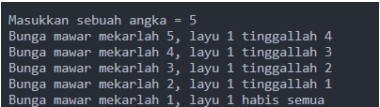 Masukkan sebuah angka = 5
Bunga mawar mekarlah 5, layu 1 tinggallah 4
Bunga mawar mekarlah 4, layu 1 tinggallah 3
Bunga mawar mekarlah 3, layu 1 tinggallah 2
Bunga mawar mekarlah 2, layu 1 tinggallah 1
Bunga mawar mekarlah 1, layu 1 habis semua